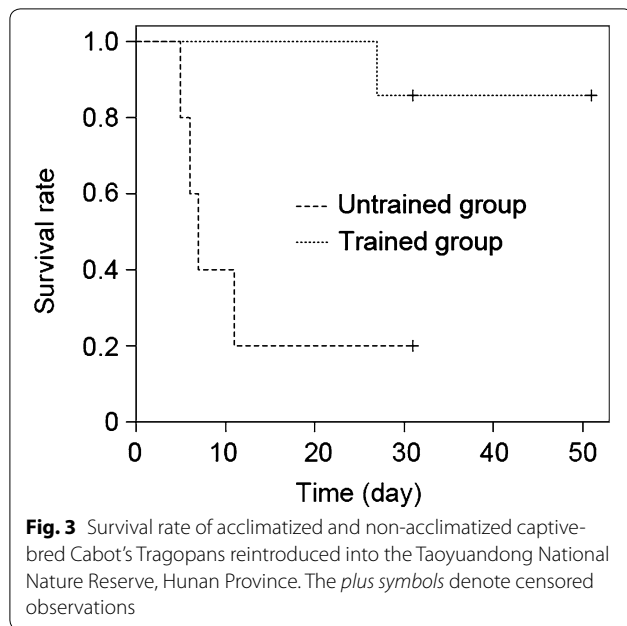 1.0
0.8
0.6
0.4
0.2
0
Survival rate
Untrained group
Trained group
0 10 20 30 40 50
Time (day)
Fig. 3 Survival rate of acclimatized and non-acclimatized captive-
bred Cabot's Tragopans reintroduced into the Taoyuandong National
Nature Reserve, Hunan Province. The plus symbols denote censored
observations